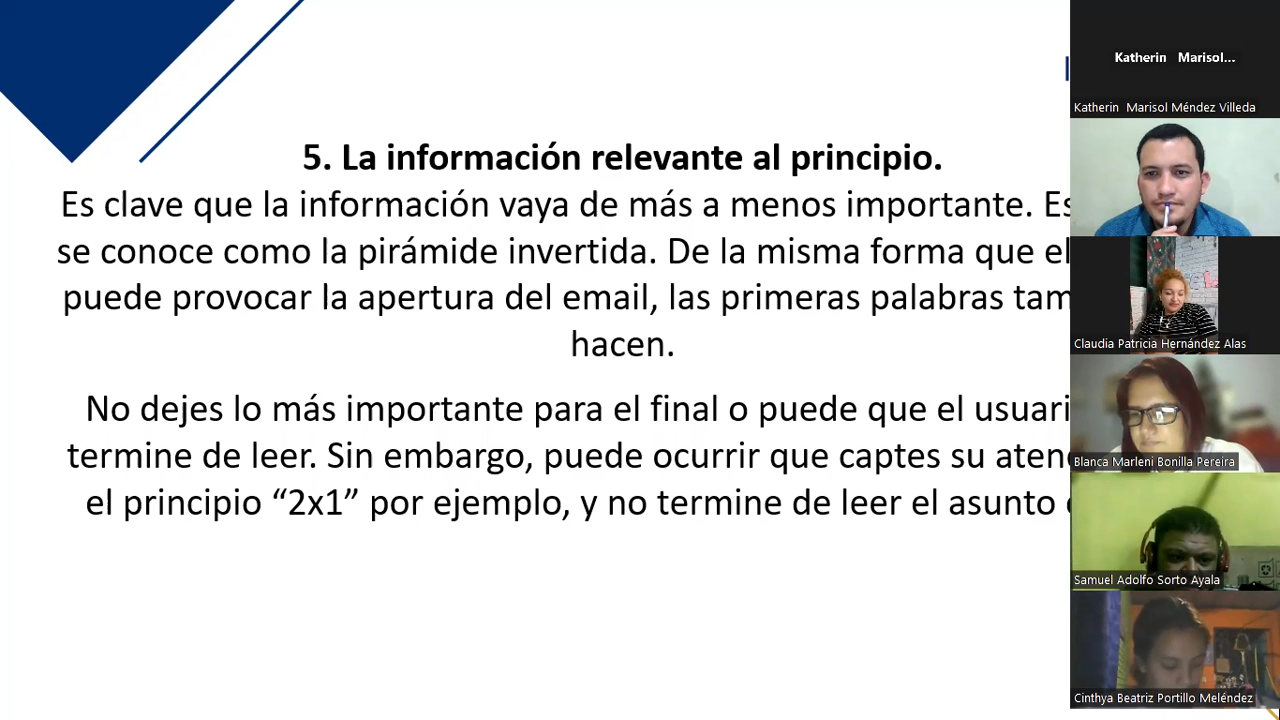 5. La información relevante al principio.
Es clave que la información vaya de más a menos importante. Es
se conoce como la pirámide invertida. De la misma forma que el
puede provocar la apertura del email, las primeras palabras tam
hacen.
No dejes lo más importante para el final o puede que el usuari
termine de leer. Sin embargo, puede ocurrir que captes su aten
el principio “2x1” por ejemplo, y no termine de leer el asunto
Katherin Marisol...
Katherin Marisol Méndez Villeda
Claudia Patricia Hernández Alas
Blanca Marleni Bonilla Pereira
Samuel Adolfo Sorto Ayala
Cinthya Beatriz Portillo Meléndez